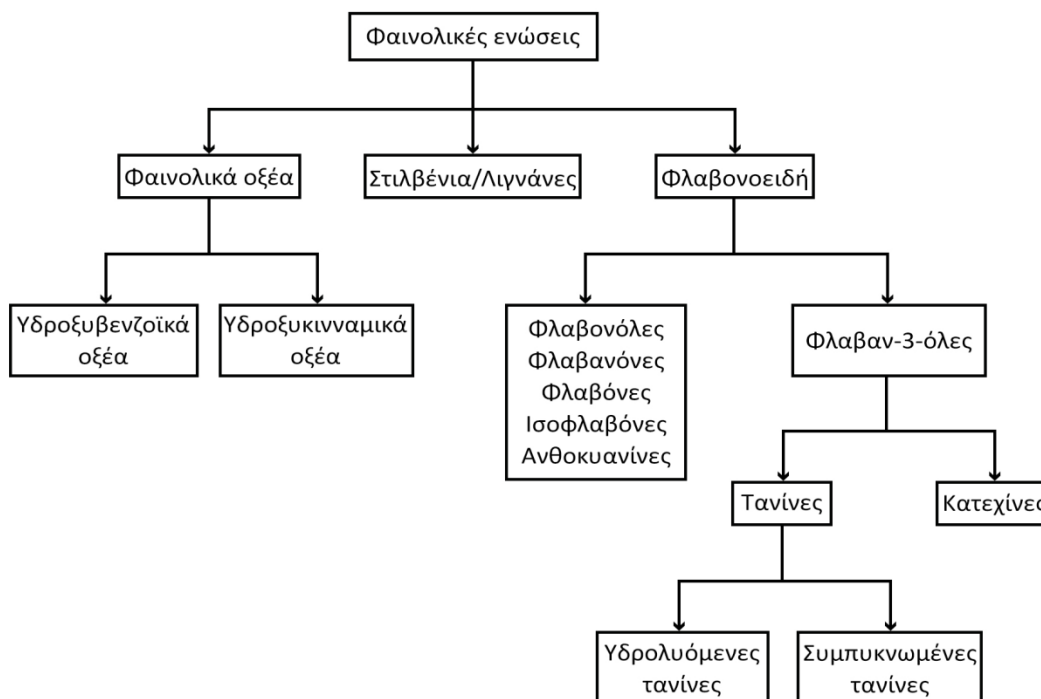 Φαινολικές ενώσεις
Φαινολικά οξέα
Στιλβένια/Λιγνάνες
Φλαβονοειδή
Υδροξυβενζοϊκά
οξέα
Υδροξυκινναμικά
οξέα
Φλαβονόλες
Φλαβανόνες
Φλαβόνες
Ισοφλαβόνες
Ανθοκυανίνες
Φλαβαν-3-όλες
Τανίνες
Κατεχίνες
Υδρολυόμενες
τανίνες
Συμπυκνωμένες
τανίνες